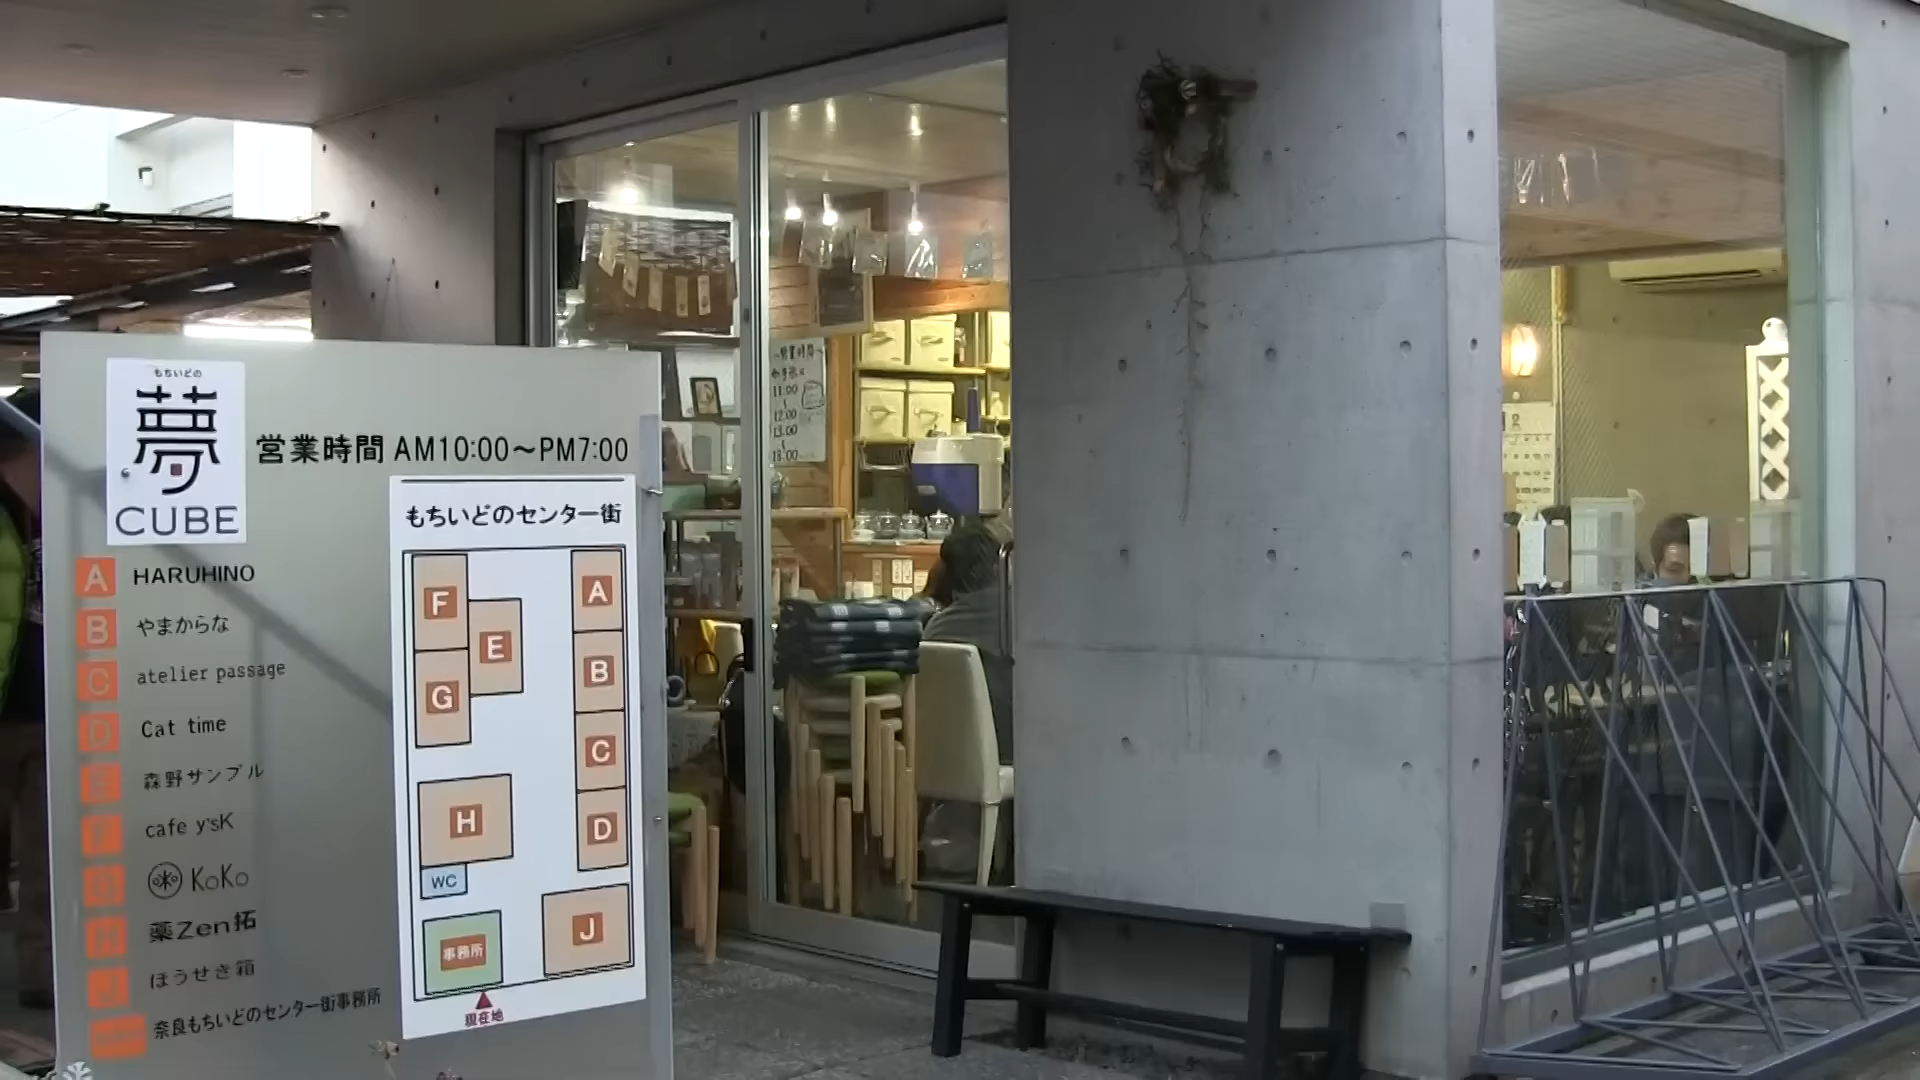 もちいどの
夢
CUBE
営業時間 AM10:00〜PM7:00
A HARUHINO
B やまからな
C atelier passage
D Cat time
E 森野サンプル
F cafe y'sK
G KoKo
H 薬Zen拓
J ほうせき箱
奈良もちいどのセンター街事務所
もちいどのセンター街
F
A
E
B
G
C
H
D
WC
J
事務所
現在地
〜営業時間〜
11:00
12:00
13:00
18:00